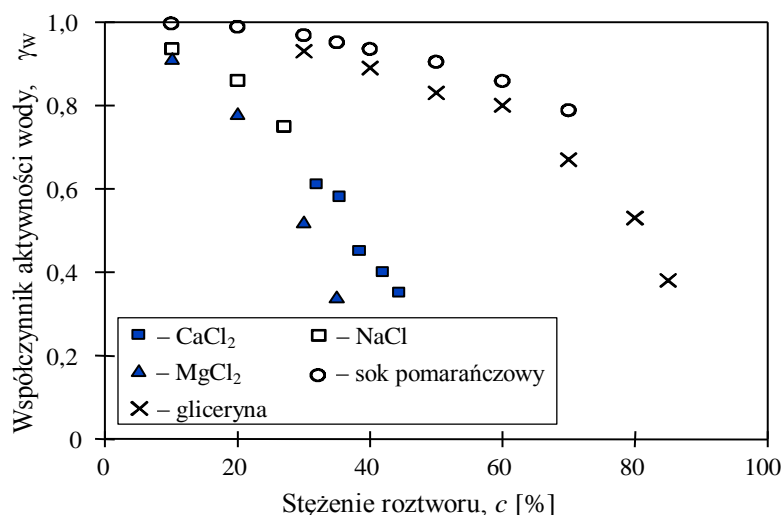 Współczynnik aktywności wody, γw
1,0
0,8
0,6
0,4
0,2
0
– CaCl2
– NaCl
– MgCl2
– sok pomarańczowy
– gliceryna
0 20 40 60 80 100
Stężenie roztworu, c [%]